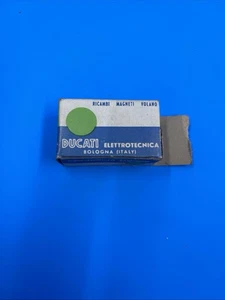 RICAMBI MAGNETI VOLANO
DUCATI ELETTROTECNICA
BOLOGNA (ITALY)